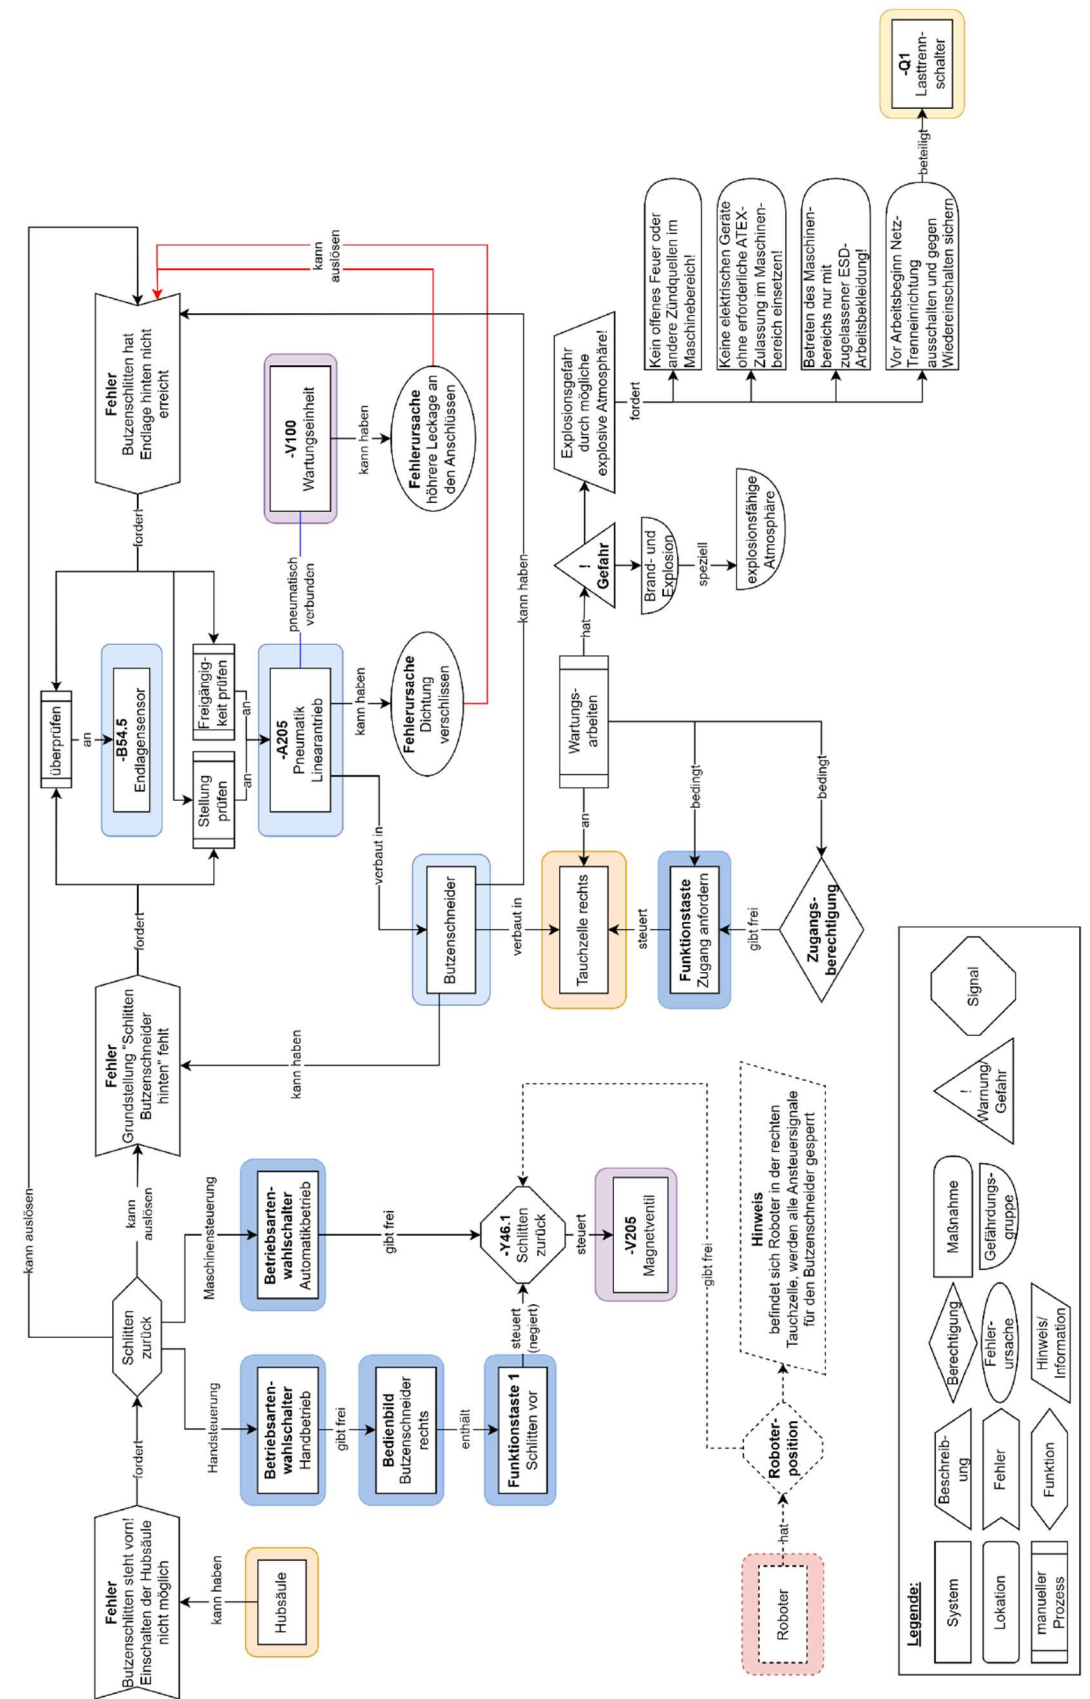 Fehler
Butzenschlitten steht vorn!
Einschalten der Hubsäule
nicht möglich
kann haben
Hubsäule
fordert
Schlitten
zurück
kann auslösen
kann
auslösen
Handsteuerung
Maschinensteuerung
Betriebsarten-
wahlschalter
Handbetrieb
gibt frei
Bedienbild
Butzenschneider
rechts
enthält
Funktionstaste 1
Schlitten vor
steuert
(negiert)
Betriebsarten-
wahlschalter
Automatikbetrieb
gibt frei
-Y46.1
Schlitten
zurück
steuert
-V205
Magnetventil
gibt frei
Roboter
hat
Roboter-
position
Hinweis
befindet sich Roboter in der rechten
Tauchzelle, werden alle Ansteuersignale
für den Butzenschneider gesperrt
Fehler
Grundstellung "Schlitten
Butzenschneider
hinten" fehlt
fordert
kann haben
überprüfen
an
-B54.5
Endlagensensor
Stellung
prüfen
an
Freigängig-
keit prüfen
an
-A205
Pneumatik
Linearantrieb
verbaut in
kann haben
Fehlerursache
Dichtung
verschlissen
pneumatisch
verbunden
Fehler
Butzenschlitten hat
Endlage hinten nicht
erreicht
fordert
-V100
Wartungseinheit
kann haben
Fehlerursache
höhrere Leckage an
den Anschlüssen
kann
auslösen
kann haben
Butzenschneider
verbaut in
Tauchzelle rechts
steuert
Funktionstaste
Zugang anfordern
gibt frei
Zugangs-
berechtigung
an
bedingt
bedingt
Wartungs-
arbeiten
hat
!
Gefahr
Brand- und
Explosion
speziell
explosionsfähige
Atmosphäre
Explosionsgefahr
durch mögliche
explosive Atmosphäre!
fordert
Kein offenes Feuer oder
andere Zündquellen im
Maschinebereich!
Keine elektrischen Geräte
ohne erforderliche ATEX-
Zulassung im Maschinen-
bereich einsetzen!
Betreten des Maschinen-
bereichs nur mit
zugelassener ESD-
Arbeitsbekleidung!
Vor Arbeitsbeginn Netz-
Trenneinrichtung
ausschalten und gegen
Wiedereinschalten sichern
beteiligt
-Q1
Lasttrenn-
schalter
Legende:
System
Beschreib-
ung
Berechtigung
Maßnahme
!
Warnung/
Gefahr
Signal
Lokation
Fehler
Fehler-
ursache
Gefährdungs-
gruppe
manueller
Prozess
Funktion
Hinweis/
Information